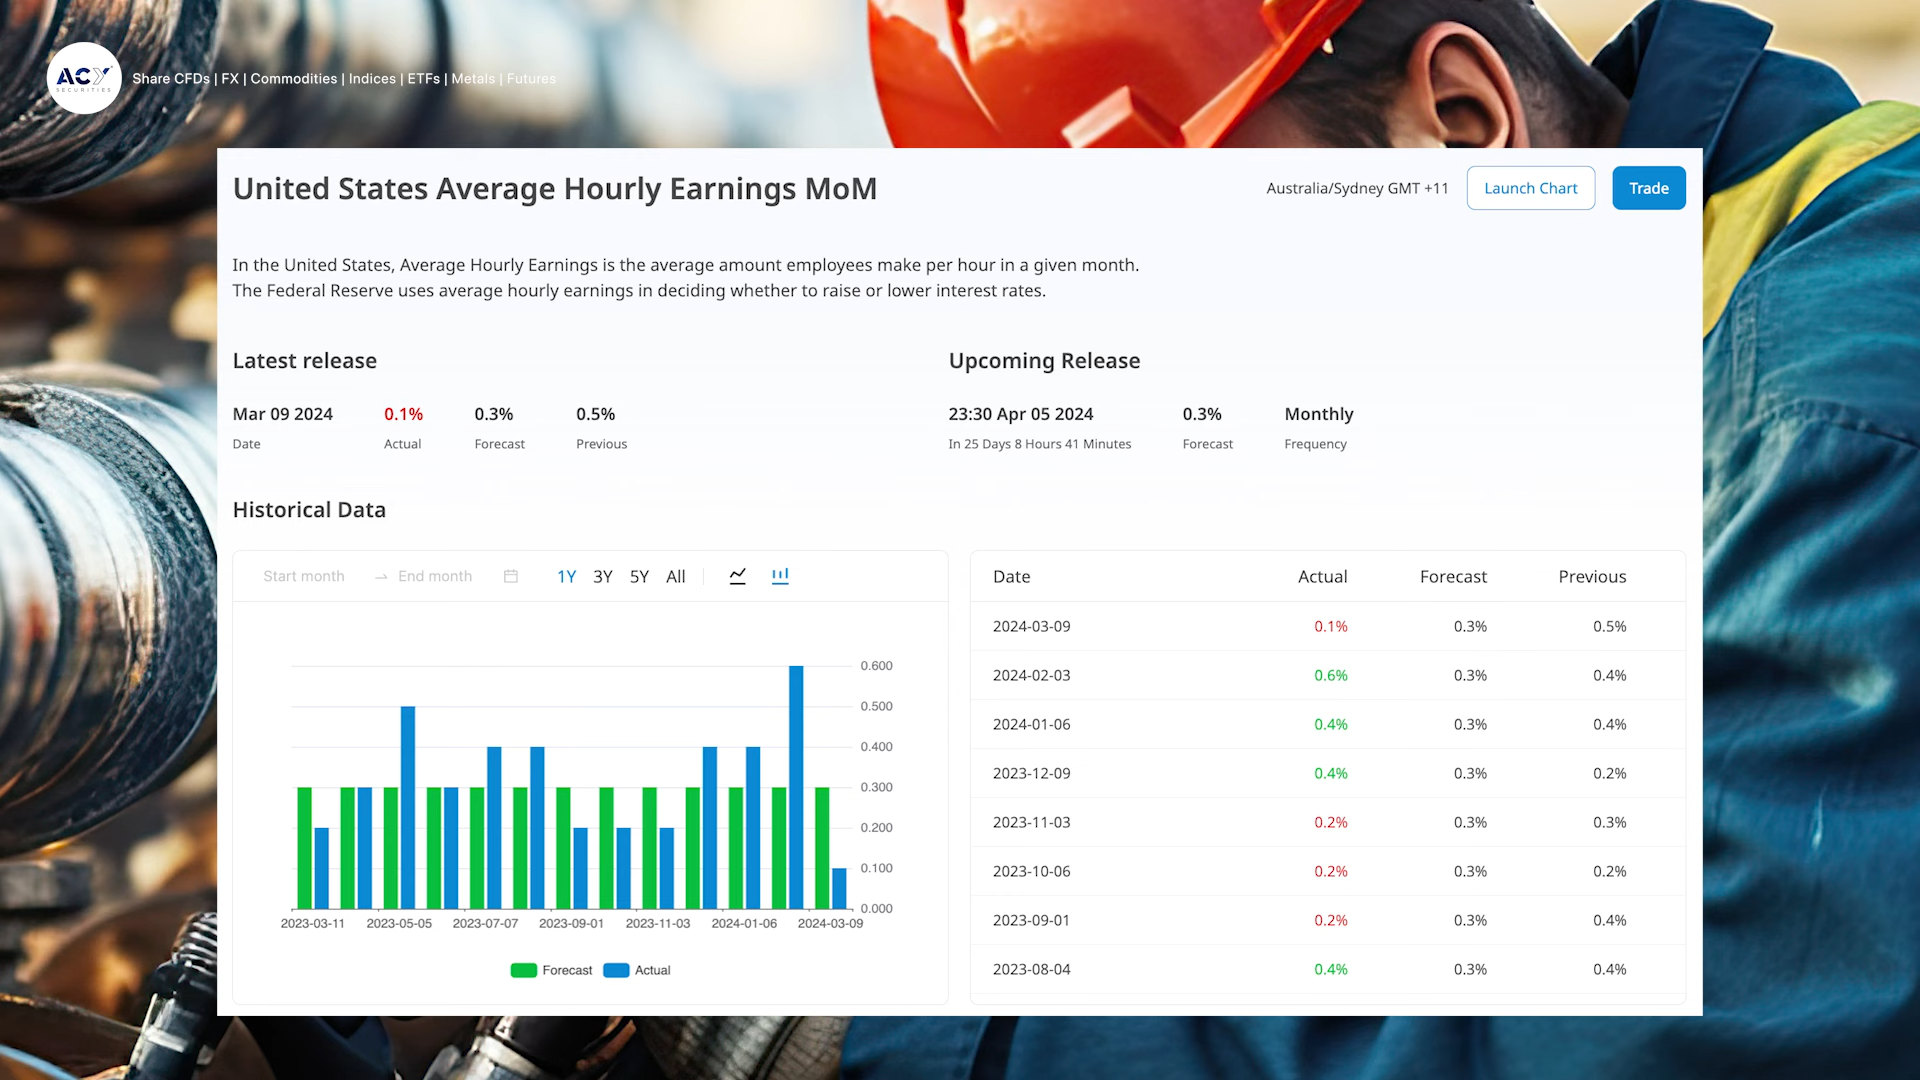 ACY
SECURITIES
Share CFDs | FX | Commodities | Indices | ETFs | Metals | Futures
United States Average Hourly Earnings MoM
Australia/Sydney GMT +11
Launch Chart
Trade
In the United States, Average Hourly Earnings is the average amount employees make per hour in a given month.
The Federal Reserve uses average hourly earnings in deciding whether to raise or lower interest rates.
Latest release
Mar 09 2024 0.1% 0.3% 0.5%
Date Actual Forecast Previous
Upcoming Release
23:30 Apr 05 2024 0.3% Monthly
In 25 Days 8 Hours 41 Minutes Forecast Frequency
Historical Data
Start month End month 1Y 3Y 5Y All
0.600
0.500
0.400
0.300
0.200
0.100
0.000
2023-03-11 2023-05-05 2023-07-07 2023-09-01 2023-11-03 2024-01-06 2024-03-09
Forecast Actual
Date Actual Forecast Previous
2024-03-09 0.1% 0.3% 0.5%
2024-02-03 0.6% 0.3% 0.4%
2024-01-06 0.4% 0.3% 0.4%
2023-12-09 0.4% 0.3% 0.2%
2023-11-03 0.2% 0.3% 0.3%
2023-10-06 0.2% 0.3% 0.2%
2023-09-01 0.2% 0.3% 0.4%
2023-08-04 0.4% 0.3% 0.4%